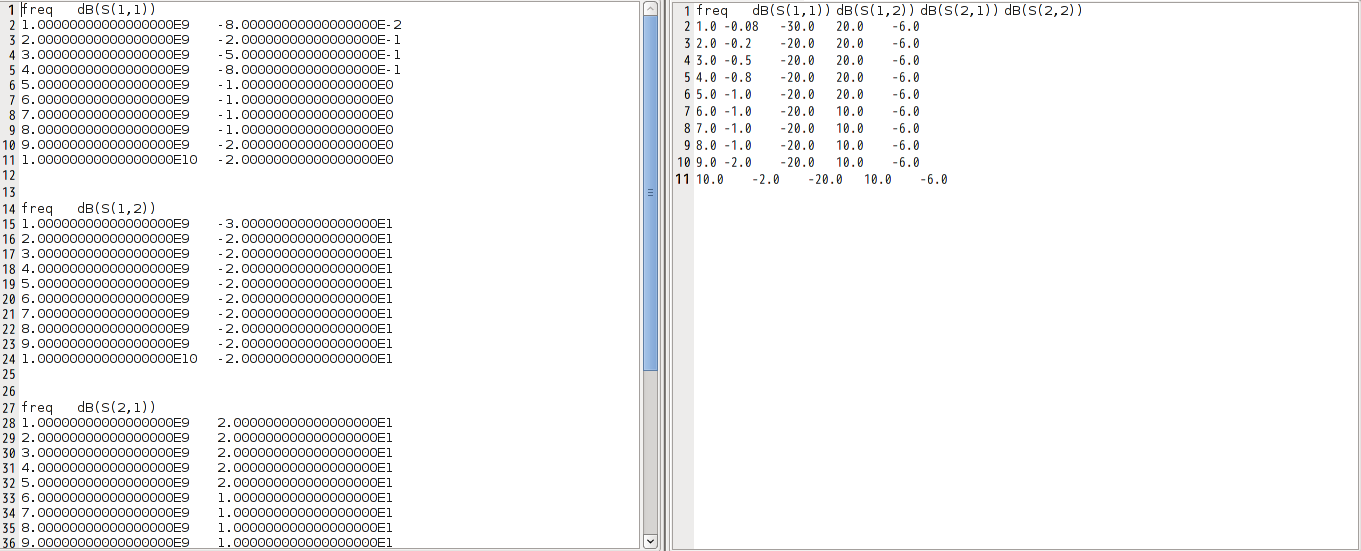 1 freq dB(S(1,1))
2 1.00000000000000000E9 -8.00000000000000000E-2
3 2.00000000000000000E9 -2.00000000000000000E-1
4 3.00000000000000000E9 -5.00000000000000000E-1
5 4.00000000000000000E9 -8.00000000000000000E-1
6 5.00000000000000000E9 -1.00000000000000000E0
7 6.00000000000000000E9 -1.00000000000000000E0
8 7.00000000000000000E9 -1.00000000000000000E0
9 8.00000000000000000E9 -1.00000000000000000E0
10 9.00000000000000000E9 -2.00000000000000000E0
11 1.00000000000000000E10 -2.00000000000000000E0
12
13
14 freq dB(S(1,2))
15 1.00000000000000000E9 -3.00000000000000000E1
16 2.00000000000000000E9 -2.00000000000000000E1
17 3.00000000000000000E9 -2.00000000000000000E1
18 4.00000000000000000E9 -2.00000000000000000E1
19 5.00000000000000000E9 -2.00000000000000000E1
20 6.00000000000000000E9 -2.00000000000000000E1
21 7.00000000000000000E9 -2.00000000000000000E1
22 8.00000000000000000E9 -2.00000000000000000E1
23 9.00000000000000000E9 -2.00000000000000000E1
24 1.00000000000000000E10 -2.00000000000000000E1
25
26
27 freq dB(S(2,1))
28 1.00000000000000000E9 2.000000000000000000E1
29 2.00000000000000000E9 2.000000000000000000E1
30 3.00000000000000000E9 2.000000000000000000E1
31 4.00000000000000000E9 2.000000000000000000E1
32 5.00000000000000000E9 2.000000000000000000E1
33 6.00000000000000000E9 1.000000000000000000E1
34 7.00000000000000000E9 1.000000000000000000E1
35 8.00000000000000000E9 1.000000000000000000E1
36 9.00000000000000000E9 1.000000000000000000E1
1 freq dB(S(1,1)) dB(S(1,2)) dB(S(2,1)) dB(S(2,2))
2 1.0 -0.08 -30.0 20.0 -6.0
3 2.0 -0.2 -20.0 20.0 -6.0
4 3.0 -0.5 -20.0 20.0 -6.0
5 4.0 -0.8 -20.0 20.0 -6.0
6 5.0 -1.0 -20.0 20.0 -6.0
7 6.0 -1.0 -20.0 10.0 -6.0
8 7.0 -1.0 -20.0 10.0 -6.0
9 8.0 -1.0 -20.0 10.0 -6.0
10 9.0 -2.0 -20.0 10.0 -6.0
11 10.0 -2.0 -20.0 10.0 -6.0